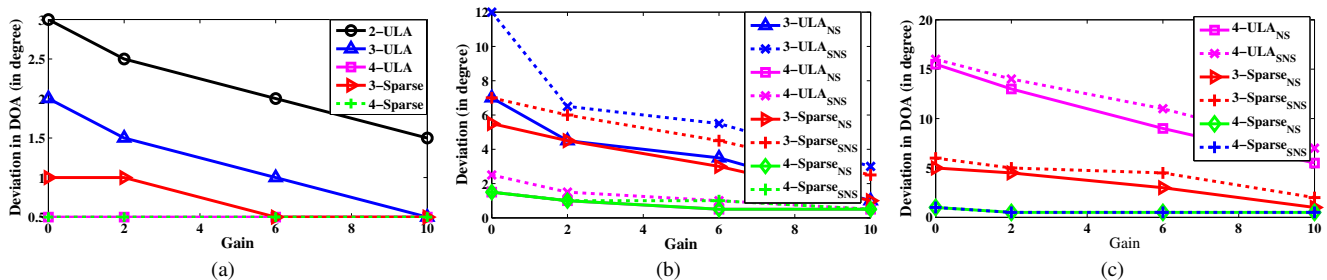 Deviation in DOA (in degree)
3
2.5
2
1.5
1
0.5
0 2 4 6 8 10
Gain
2−ULA
3−ULA
4−ULA
3−Sparse
4−Sparse
(a)
Deviation (in degree)
12
10
8
6
4
2
0
0 2 4 6 8 10
Gain
3−ULA_NS
3−ULA_SNS
4−ULA_NS
4−ULA_SNS
3−Sparse_NS
3−Sparse_SNS
4−Sparse_NS
4−Sparse_SNS
(b)
Deviation in DOA (in degree)
20
15
10
5
0
0 2 4 6 8 10
Gain
4−ULA_NS
4−ULA_SNS
3−Sparse_NS
3−Sparse_SNS
4−Sparse_NS
4−Sparse_SNS
(c)